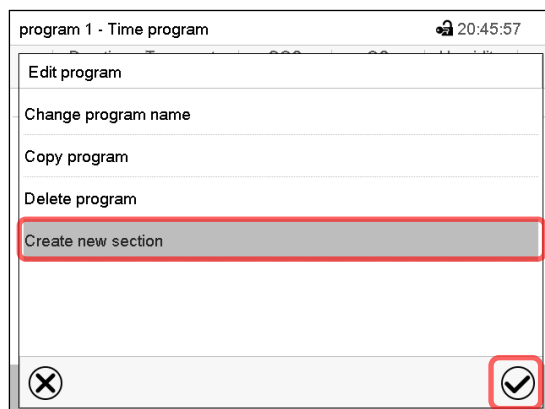 program 1 - Time program 20:45:57
Edit program
Change program name
Copy program
Delete program
Create new section